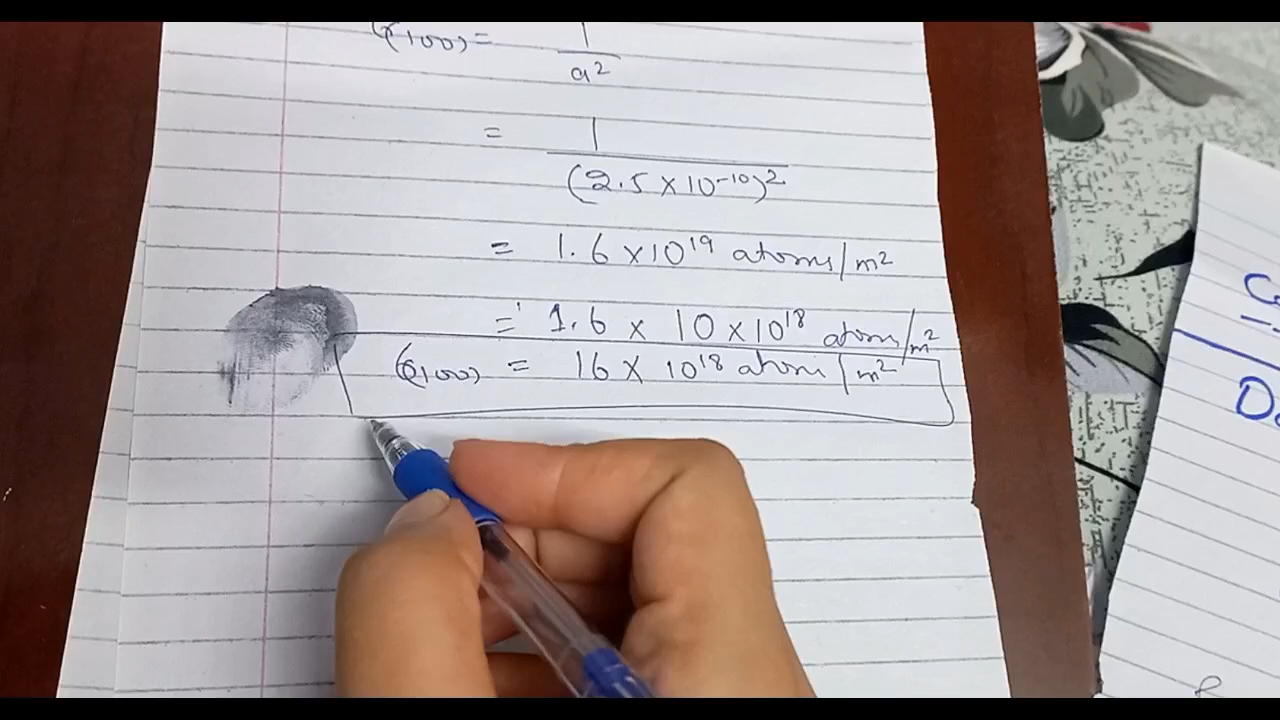 σ(100) = 1/a²
= 1/(2.5 × 10⁻¹⁰)²
= 1.6 × 10¹⁹ atoms/m²
= 1.6 × 10 × 10¹⁸ atoms/m²
σ(100) = 16 × 10¹⁸ atoms/m²